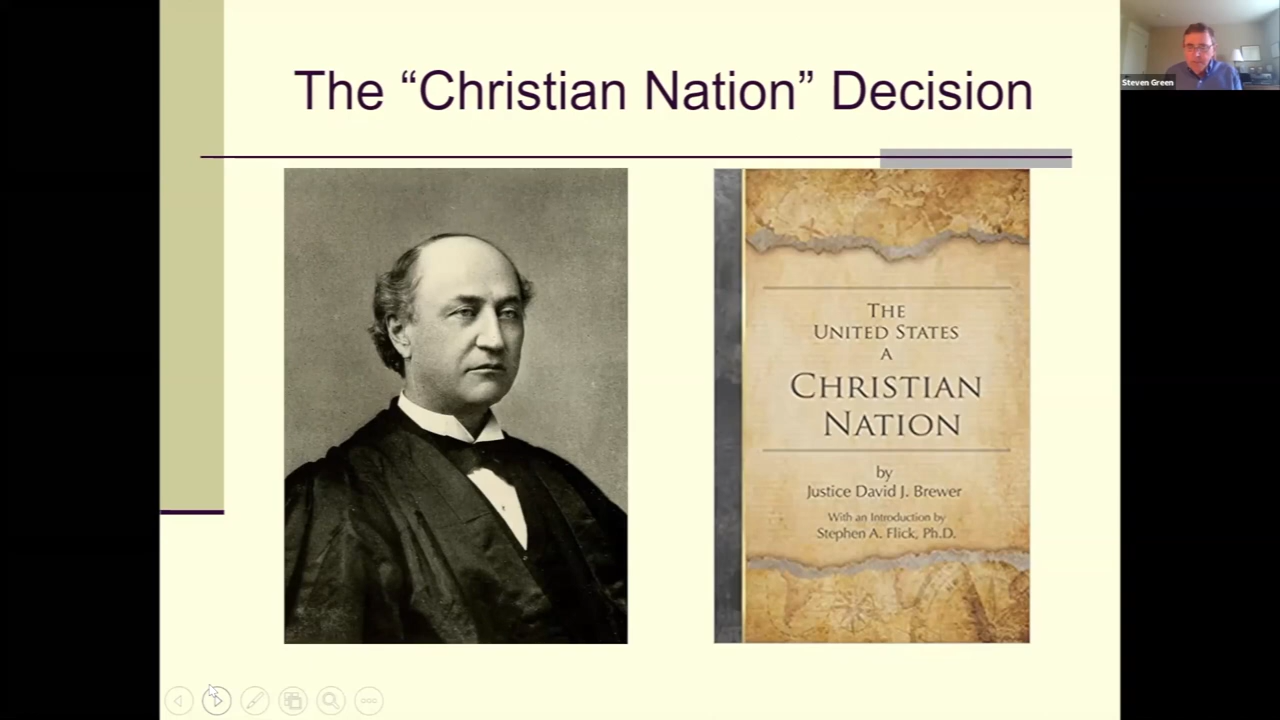 The “Christian Nation” Decision
Steven Green
THE
UNITED STATES
A
CHRISTIAN
NATION
by
Justice David J. Brewer
With an Introduction by
Stephen A. Flick, Ph.D.